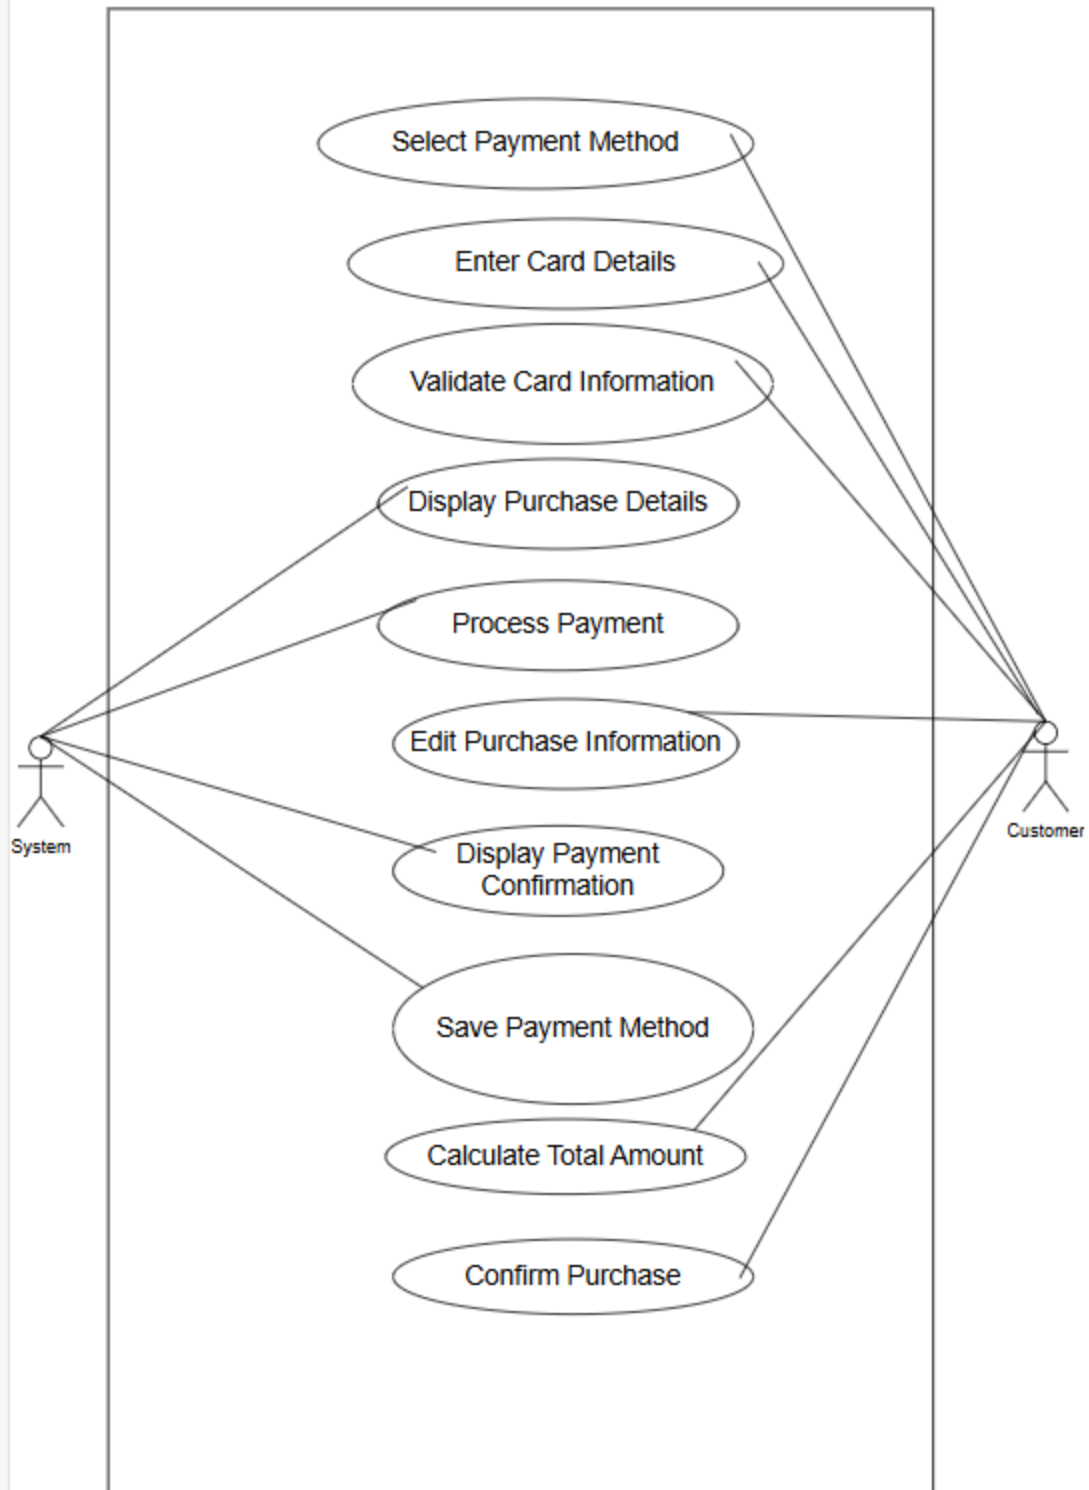 Select Payment Method
Enter Card Details
Validate Card Information
Display Purchase Details
Process Payment
Edit Purchase Information
System
Customer
Display Payment
Confirmation
Save Payment Method
Calculate Total Amount
Confirm Purchase